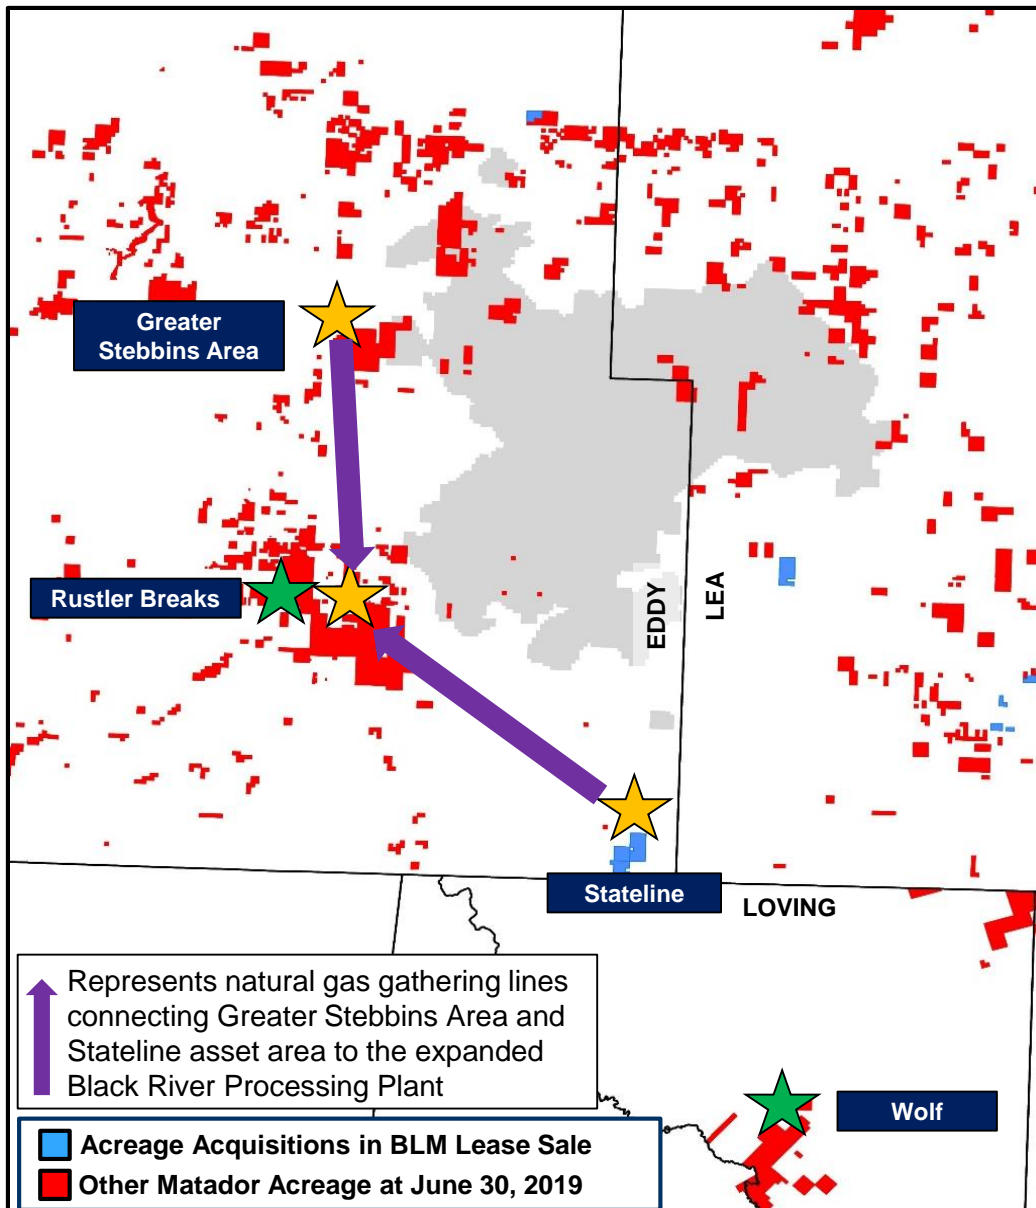 Greater
Stebbins Area
Rustler Breaks
EDDY
LEA
Stateline
LOVING
Represents natural gas gathering lines
connecting Greater Stebbins Area and
Stateline asset area to the expanded
Black River Processing Plant
Wolf
Acreage Acquisitions in BLM Lease Sale
Other Matador Acreage at June 30, 2019